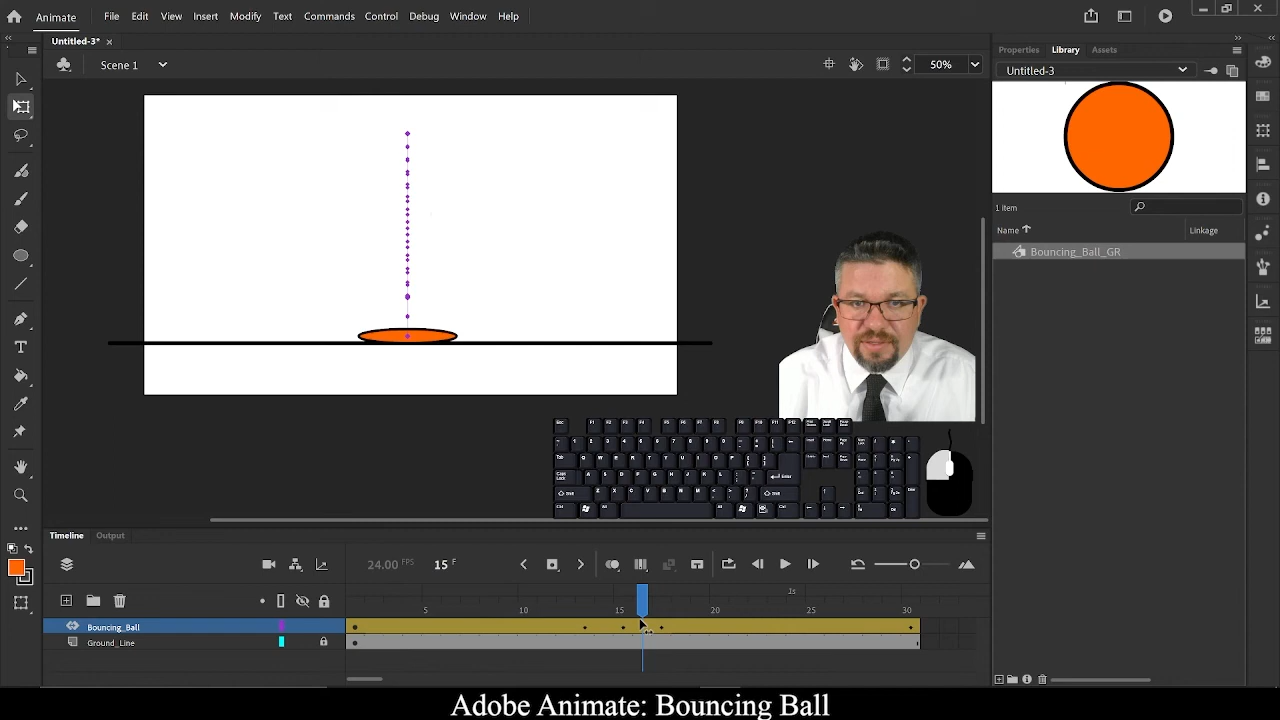 Animate File Edit View Insert Modify Text Commands Control Debug Window Help
Untitled-3* ×
Scene 1 50%
Properties Library Assets
Untitled-3
1 item
Name Linkage
Bouncing_Ball_GR
Timeline Output
24.00 FPS 15 F
1s
5 10 15 20 25 30
Bouncing_Ball
Ground_Line
Adobe Animate: Bouncing Ball